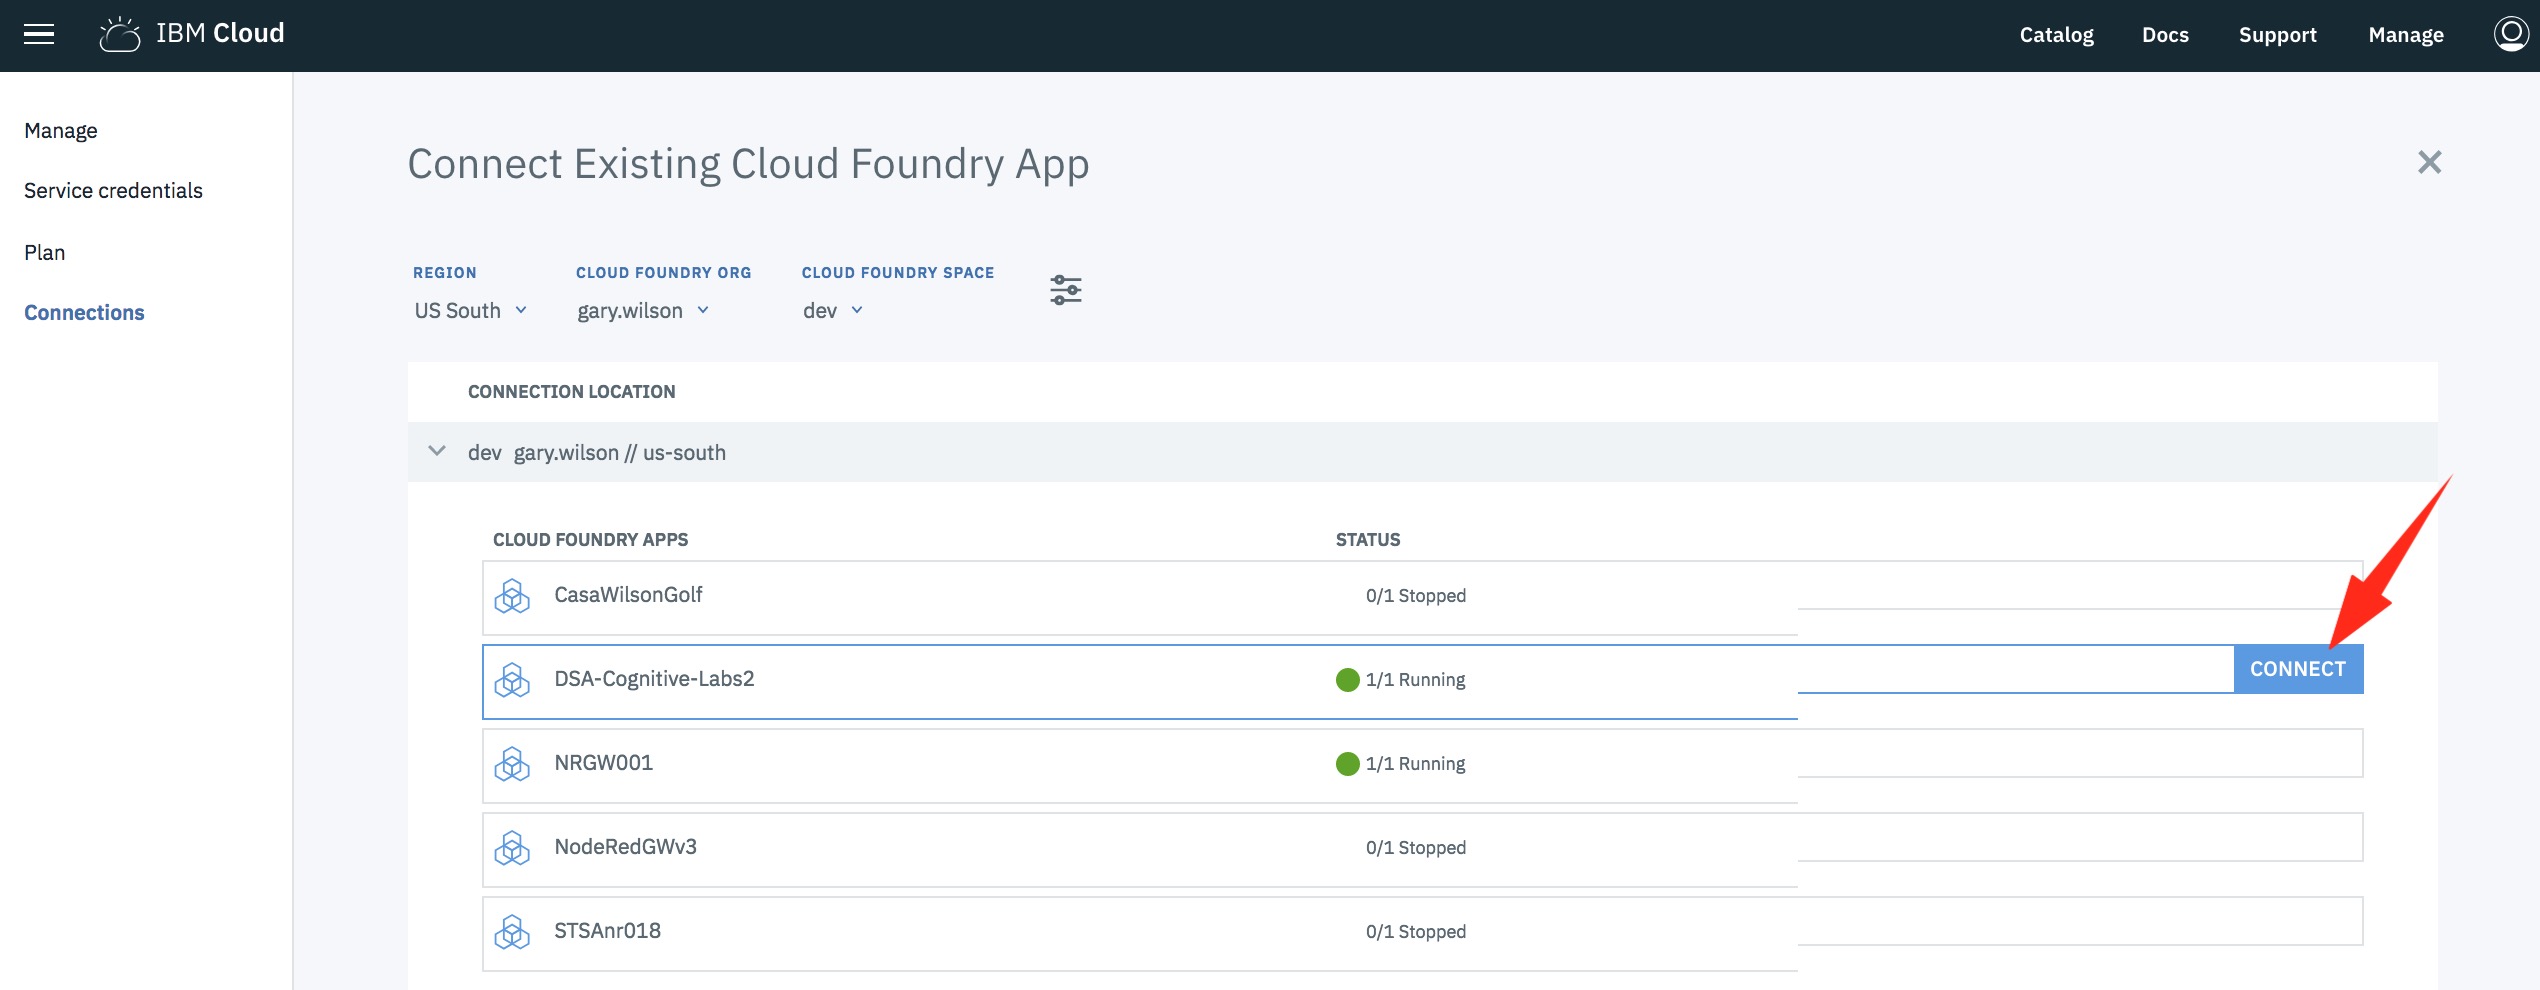 IBM Cloud
Catalog Docs Support Manage
Manage
Service credentials
Plan
Connections
Connect Existing Cloud Foundry App
REGION CLOUD FOUNDRY ORG CLOUD FOUNDRY SPACE
US South gary.wilson dev
CONNECTION LOCATION
dev gary.wilson // us-south
CLOUD FOUNDRY APPS STATUS
CasaWilsonGolf 0/1 Stopped
DSA-Cognitive-Labs2 1/1 Running CONNECT
NRGW001 1/1 Running
NodeRedGWv3 0/1 Stopped
STSAnr018 0/1 Stopped